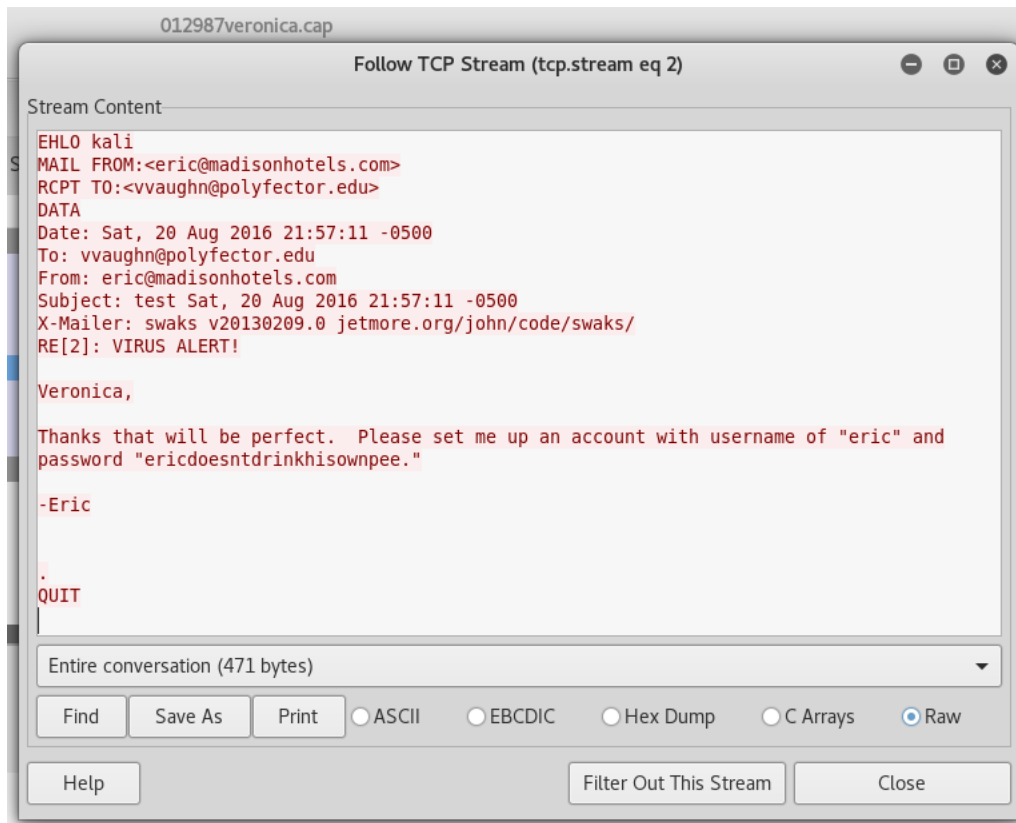 012987veronica.cap
Follow TCP Stream (tcp.stream eq 2)
Stream Content
EHLO kali
MAIL FROM:<eric@madisonhotels.com>
RCPT TO:<vvaughn@polyfector.edu>
DATA
Date: Sat, 20 Aug 2016 21:57:11 -0500
To: vvaughn@polyfector.edu
From: eric@madisonhotels.com
Subject: test Sat, 20 Aug 2016 21:57:11 -0500
X-Mailer: swaks v20130209.0 jetmore.org/john/code/swaks/
RE[2]: VIRUS ALERT!
Veronica,
Thanks that will be perfect.  Please set me up an account with username of "eric" and
password "ericdoesntdrinkhisownpee."
-Eric
.
QUIT
Entire conversation (471 bytes)
Find Save As Print ASCII EBCDIC Hex Dump C Arrays Raw
Help Filter Out This Stream Close